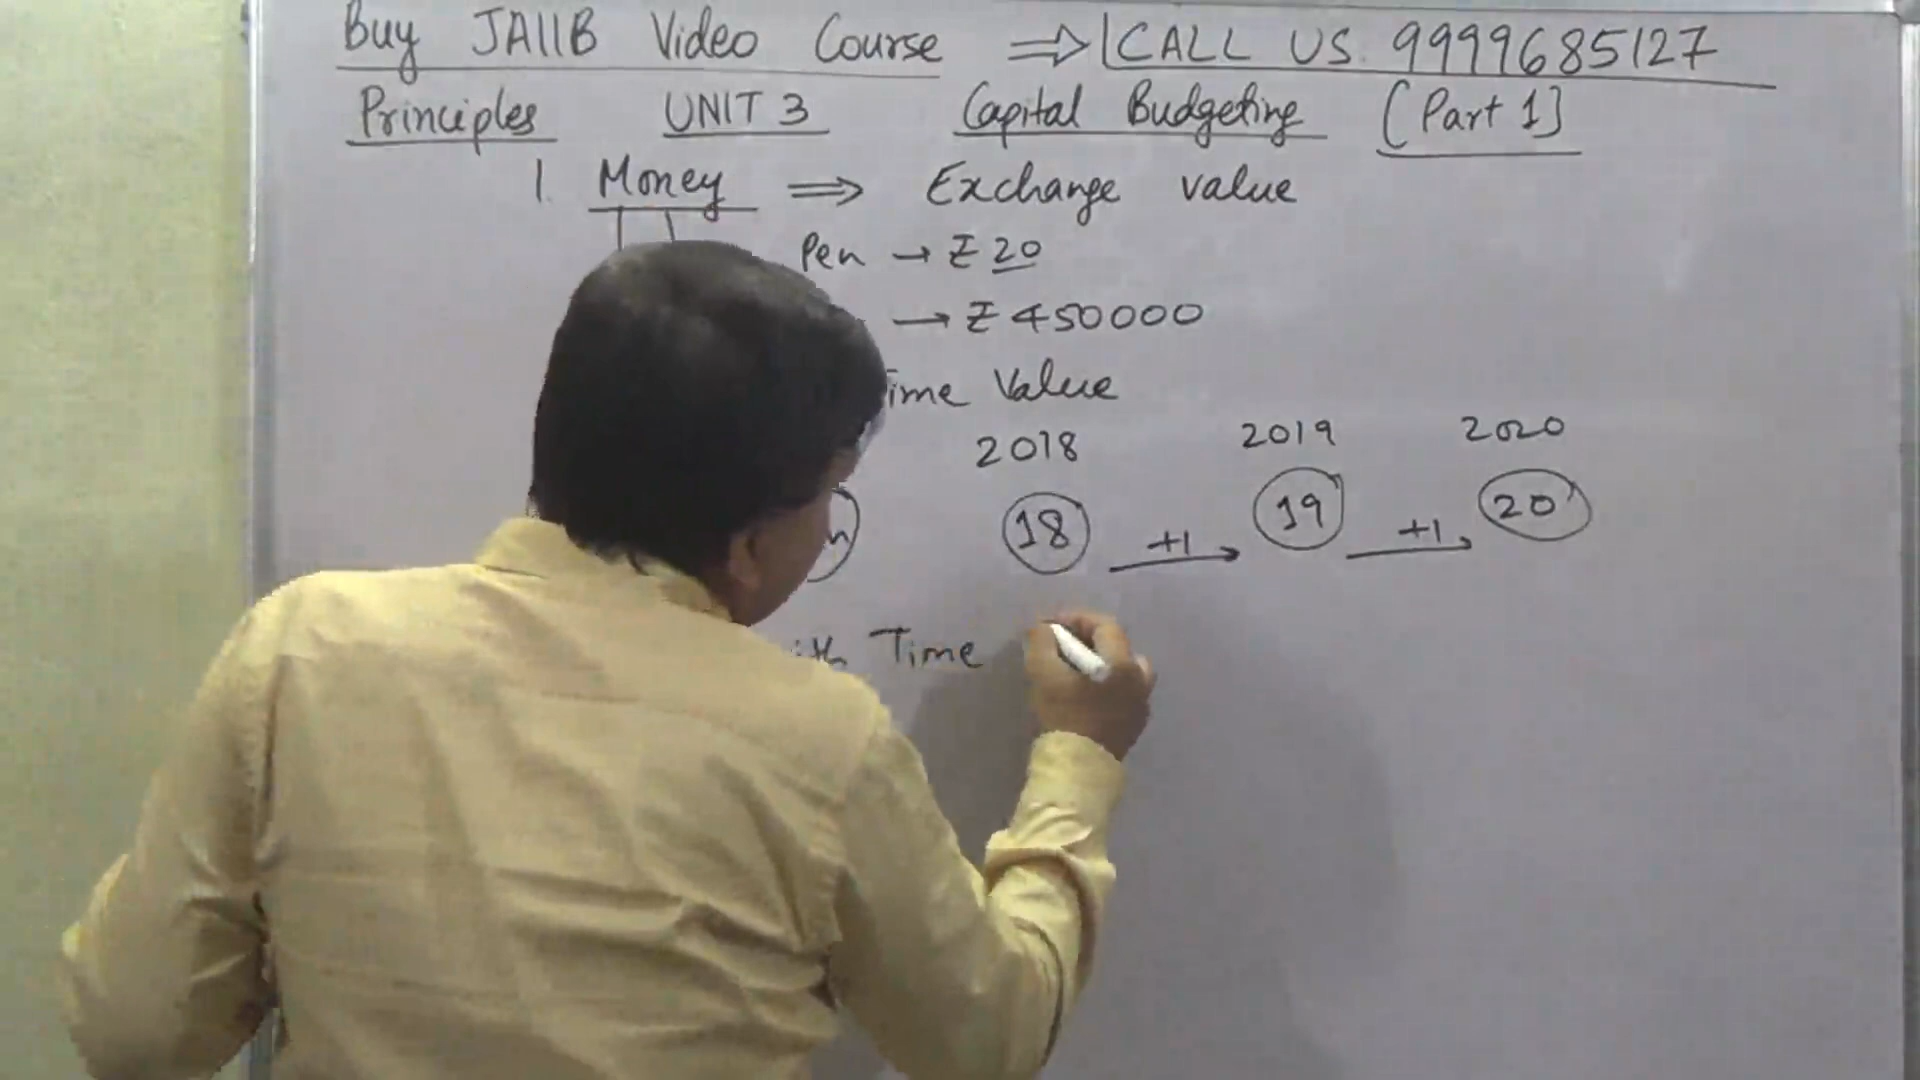 Buy JAIIB Video Course ⇒ CALL US 9999685127
Principles UNIT 3 Capital Budgeting [Part 1]
1. Money ⇒ Exchange value
Pen → ₹ 20
→ ₹ 450000
ime Value
2018 2019 2020
18 +1 19 +1 20
Time